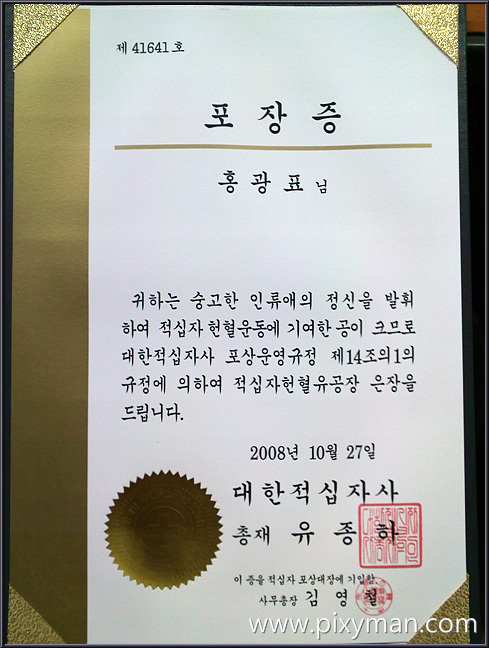 제 41641 호
포 장 증
홍 광 표 님
귀하는 숭고한 인류애의 정신을 발휘
하여 적십자 헌혈운동에 기여한 공이 크므로
대한적십자사 포상운영규정 제14조의1의
규정에 의하여 적십자헌혈유공장 은장을
드립니다.
2008년 10월 27일
대한적십자사
총재 유 종 하
이 증을 적십자 포상대장에 기입함.
사무총장 김 영 철
www.pixyman.com